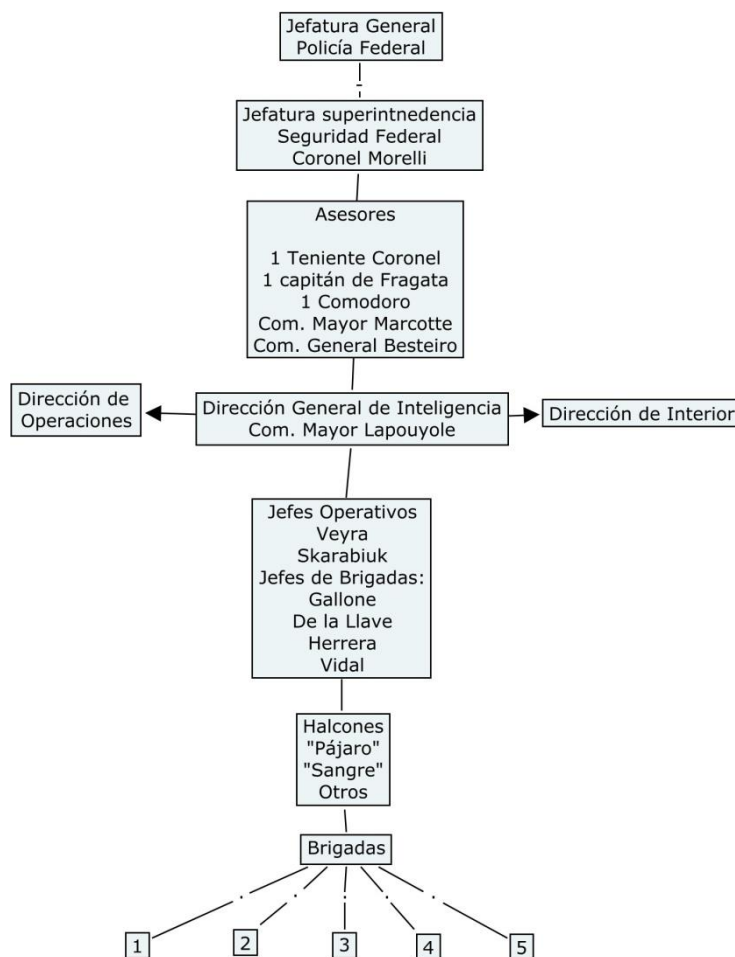 Jefatura General
Policía Federal
Jefatura superintnedencia
Seguridad Federal
Coronel Morelli
Asesores
1 Teniente Coronel
1 capitán de Fragata
1 Comodoro
Com. Mayor Marcotte
Com. General Besteiro
Dirección de
Operaciones
Dirección General de Inteligencia
Com. Mayor Lapouyole
Dirección de Interior
Jefes Operativos
Veyra
Skarabiuk
Jefes de Brigadas:
Gallone
De la Llave
Herrera
Vidal
Halcones
"Pájaro"
"Sangre"
Otros
Brigadas
1
2
3
4
5